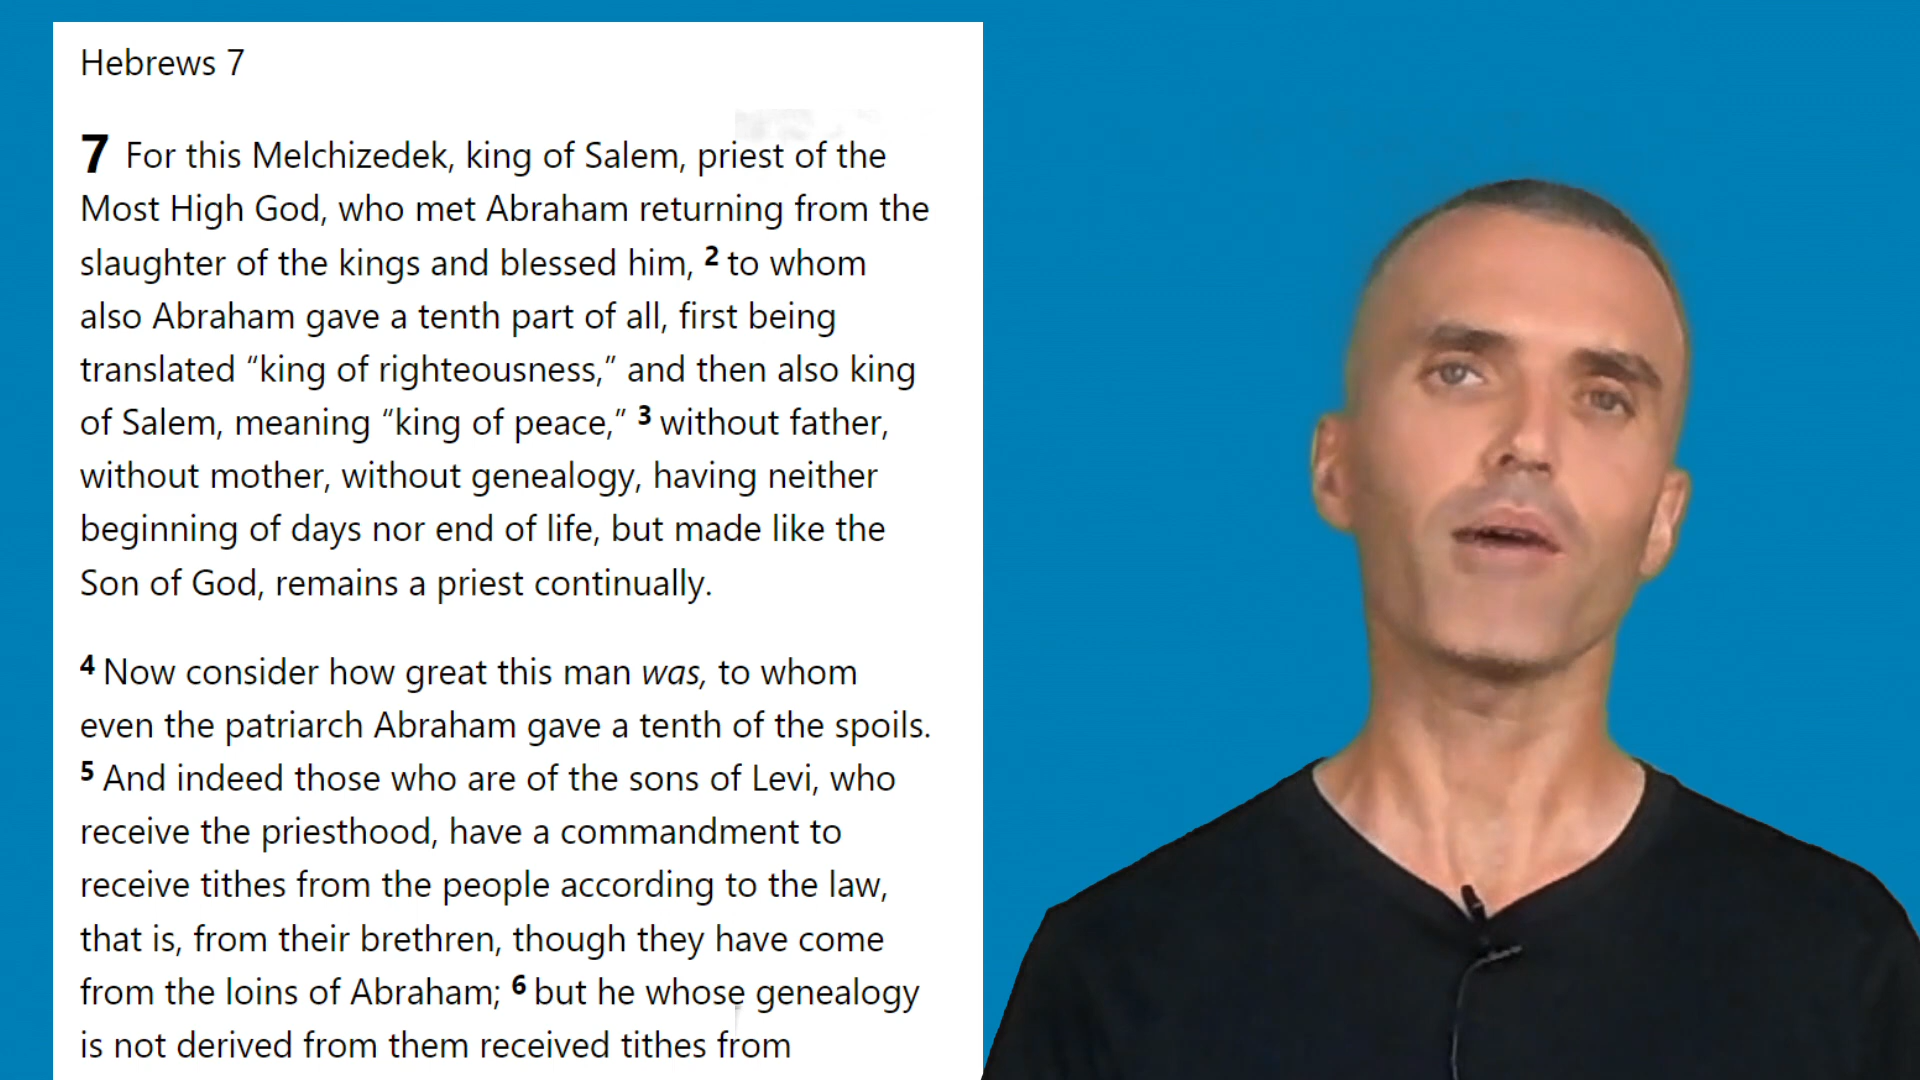 Hebrews 7
7 For this Melchizedek, king of Salem, priest of the
Most High God, who met Abraham returning from the
slaughter of the kings and blessed him, 2 to whom
also Abraham gave a tenth part of all, first being
translated “king of righteousness,” and then also king
of Salem, meaning “king of peace,” 3 without father,
without mother, without genealogy, having neither
beginning of days nor end of life, but made like the
Son of God, remains a priest continually.
4 Now consider how great this man was, to whom
even the patriarch Abraham gave a tenth of the spoils.
5 And indeed those who are of the sons of Levi, who
receive the priesthood, have a commandment to
receive tithes from the people according to the law,
that is, from their brethren, though they have come
from the loins of Abraham; 6 but he whose genealogy
is not derived from them received tithes from